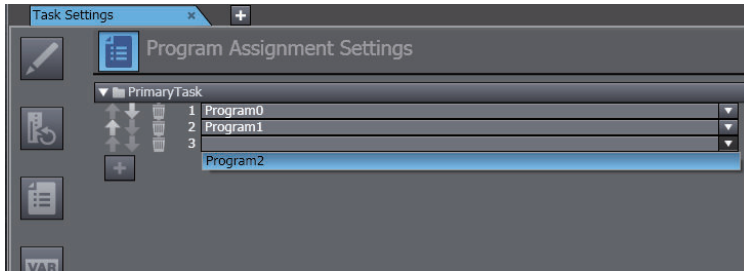 Task Settings
Program Assignment Settings
PrimaryTask
1 Program0
2 Program1
3
Program2
VAR